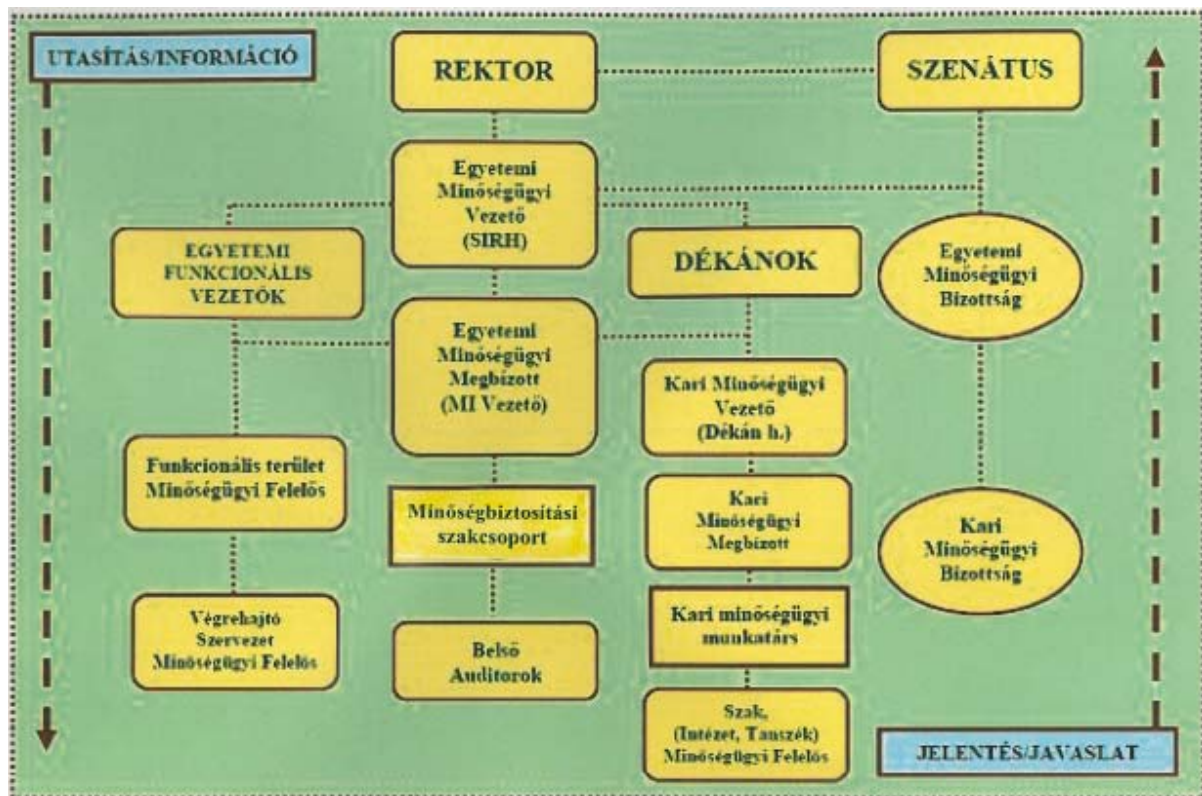 UTASÍTÁS/INFORMÁCIÓ
REKTOR
SZENÁTUS
Egyetemi
Minőségügyi
Vezető
(SIRH)
EGYETEMI
FUNKCIONÁLIS
VEZETŐK
DÉKÁNOK
Egyetemi
Minőségügyi
Bizottság
Egyetemi
Minőségügyi
Megbízott
(MI Vezető)
Kari Minőségügyi
Vezető
(Dékán h.)
Funkcionális terület
Minőségügyi Felelős
Minőségbiztosítási
szakcsoport
Kari
Minőségügyi
Megbízott
Kari
Minőségügyi
Bizottság
Végrehajtó
Szervezet
Minőségügyi Felelős
Belső
Auditorok
Kari minőségügyi
munkatárs
Szak,
(Intézet, Tanszék)
Minőségügyi Felelős
JELENTÉS/JAVASLAT